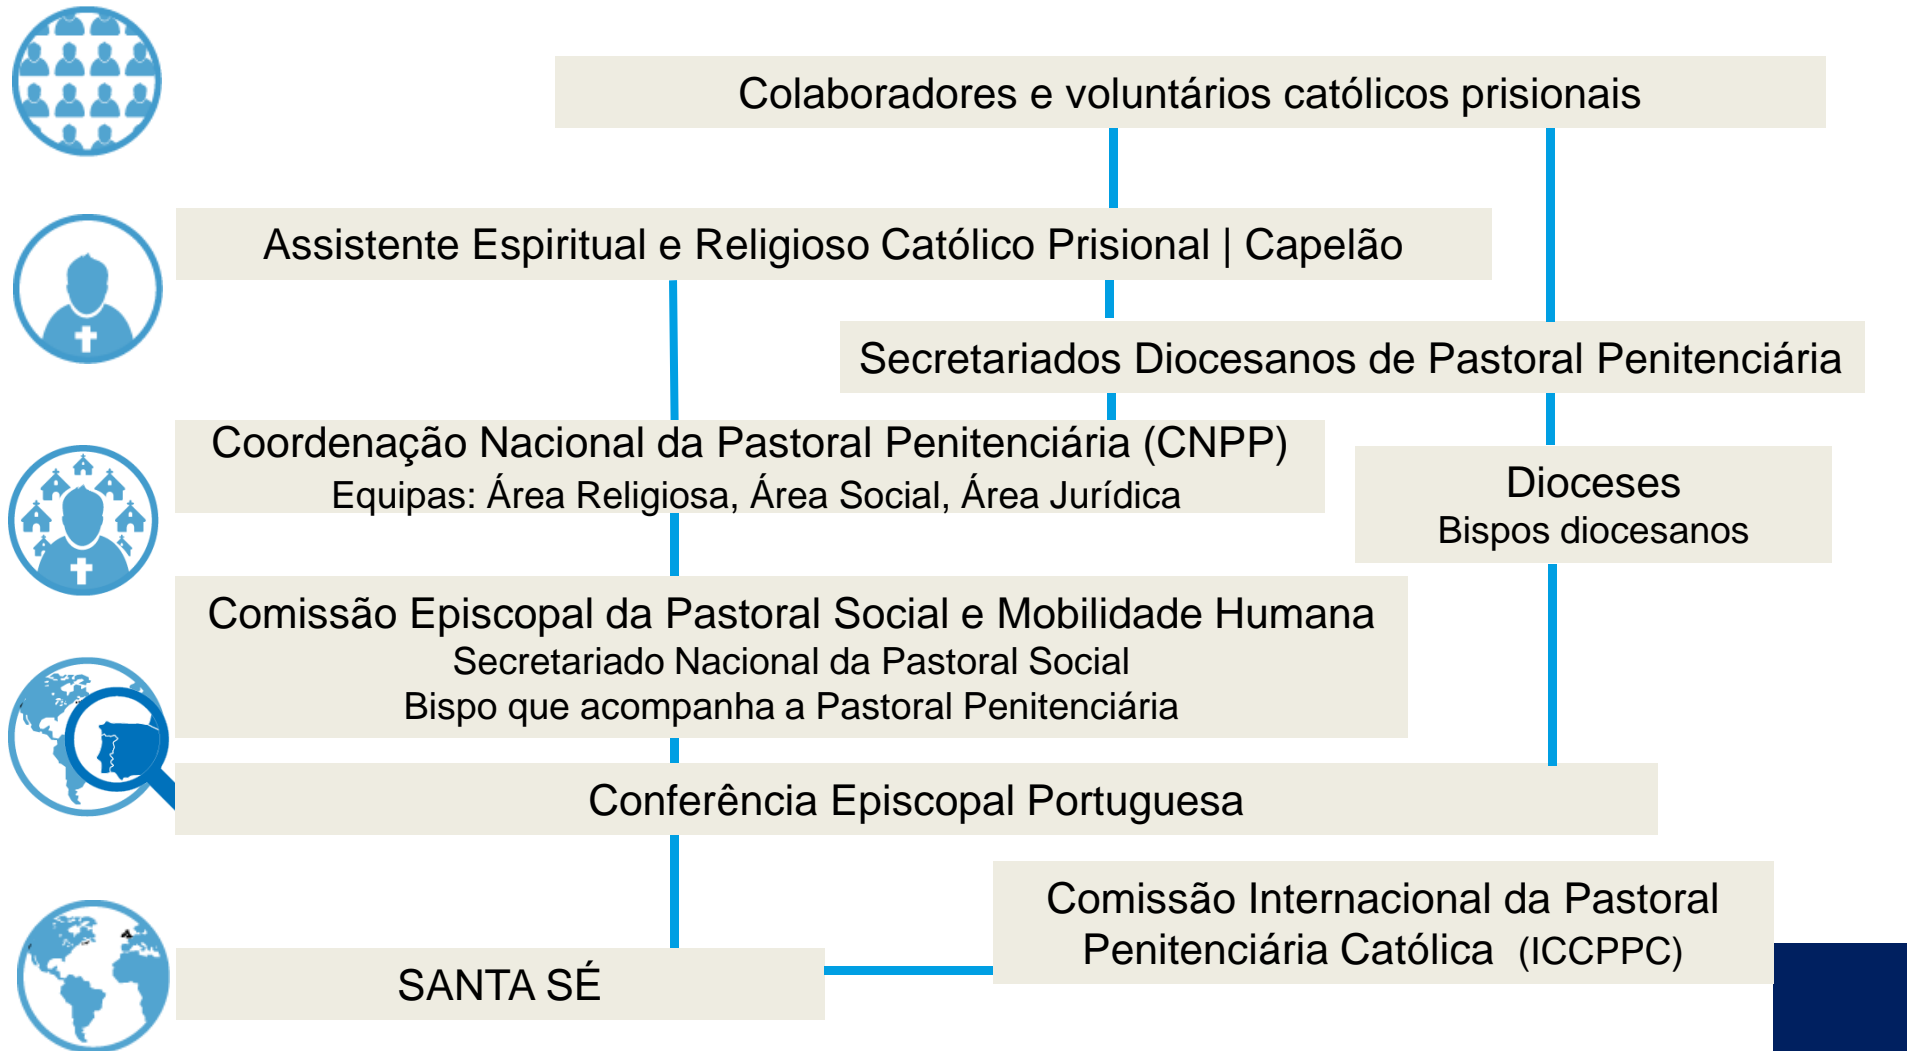 Colaboradores e voluntários católicos prisionais
Assistente Espiritual e Religioso Católico Prisional | Capelão
Secretariados Diocesanos de Pastoral Penitenciária
Coordenação Nacional da Pastoral Penitenciária (CNPP)
Equipas: Área Religiosa, Área Social, Área Jurídica
Dioceses
Bispos diocesanos
Comissão Episcopal da Pastoral Social e Mobilidade Humana
Secretariado Nacional da Pastoral Social
Bispo que acompanha a Pastoral Penitenciária
Conferência Episcopal Portuguesa
Comissão Internacional da Pastoral
Penitenciária Católica (ICCPPC)
SANTA SÉ